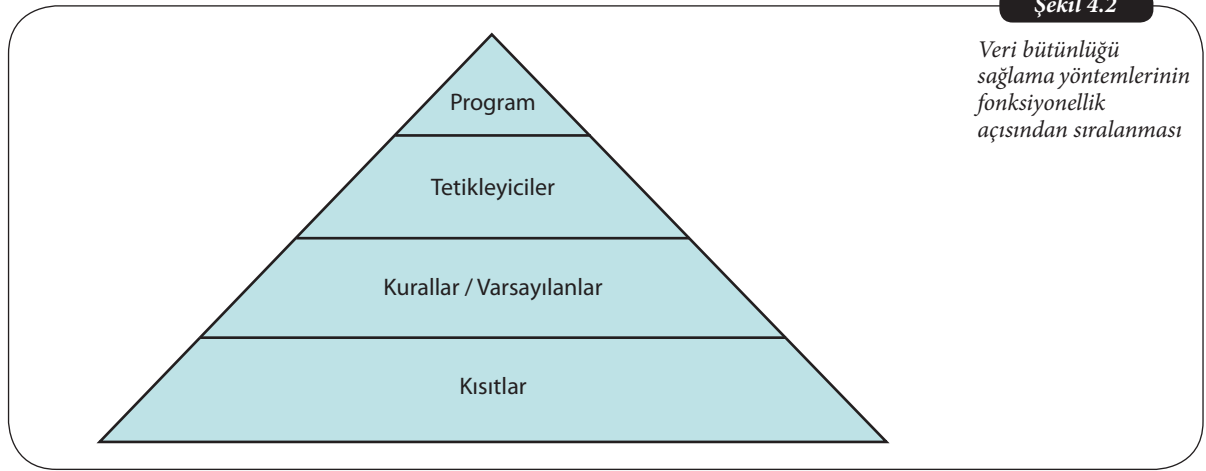 Şekil 4.2
Veri bütünlüğü
sağlama yöntemlerinin
fonksiyonellik
açısından sıralanması
Program
Tetikleyiciler
Kurallar / Varsayılanlar
Kısıtlar